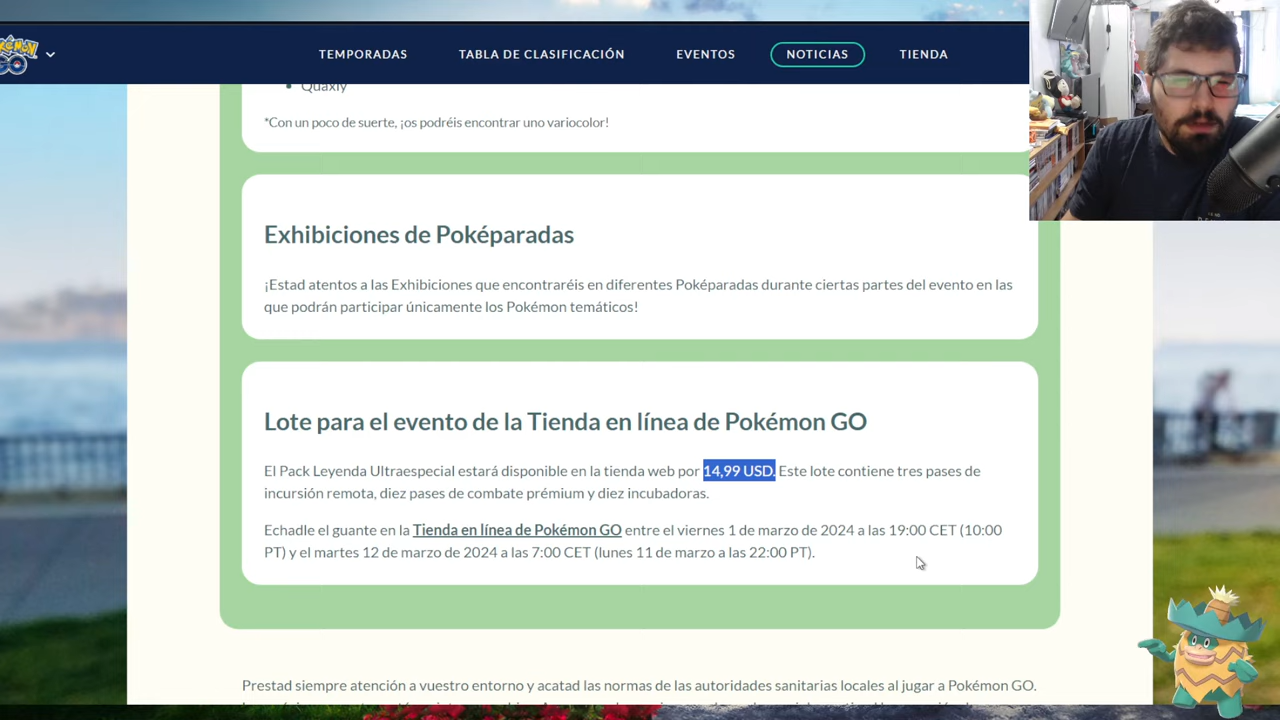 TEMPORADAS TABLA DE CLASIFICACIÓN EVENTOS NOTICIAS TIENDA
Quaxly
*Con un poco de suerte, ¡os podréis encontrar uno variocolor!
Exhibiciones de Poképaradas
¡Estad atentos a las Exhibiciones que encontraréis en diferentes Poképaradas durante ciertas partes del evento en las
que podrán participar únicamente los Pokémon temáticos!
Lote para el evento de la Tienda en línea de Pokémon GO
El Pack Leyenda Ultraespecial estará disponible en la tienda web por 14,99 USD. Este lote contiene tres pases de
incursión remota, diez pases de combate prémium y diez incubadoras.
Echadle el guante en la Tienda en línea de Pokémon GO entre el viernes 1 de marzo de 2024 a las 19:00 CET (10:00
PT) y el martes 12 de marzo de 2024 a las 7:00 CET (lunes 11 de marzo a las 22:00 PT).
Prestad siempre atención a vuestro entorno y acatad las normas de las autoridades sanitarias locales al jugar a Pokémon GO.